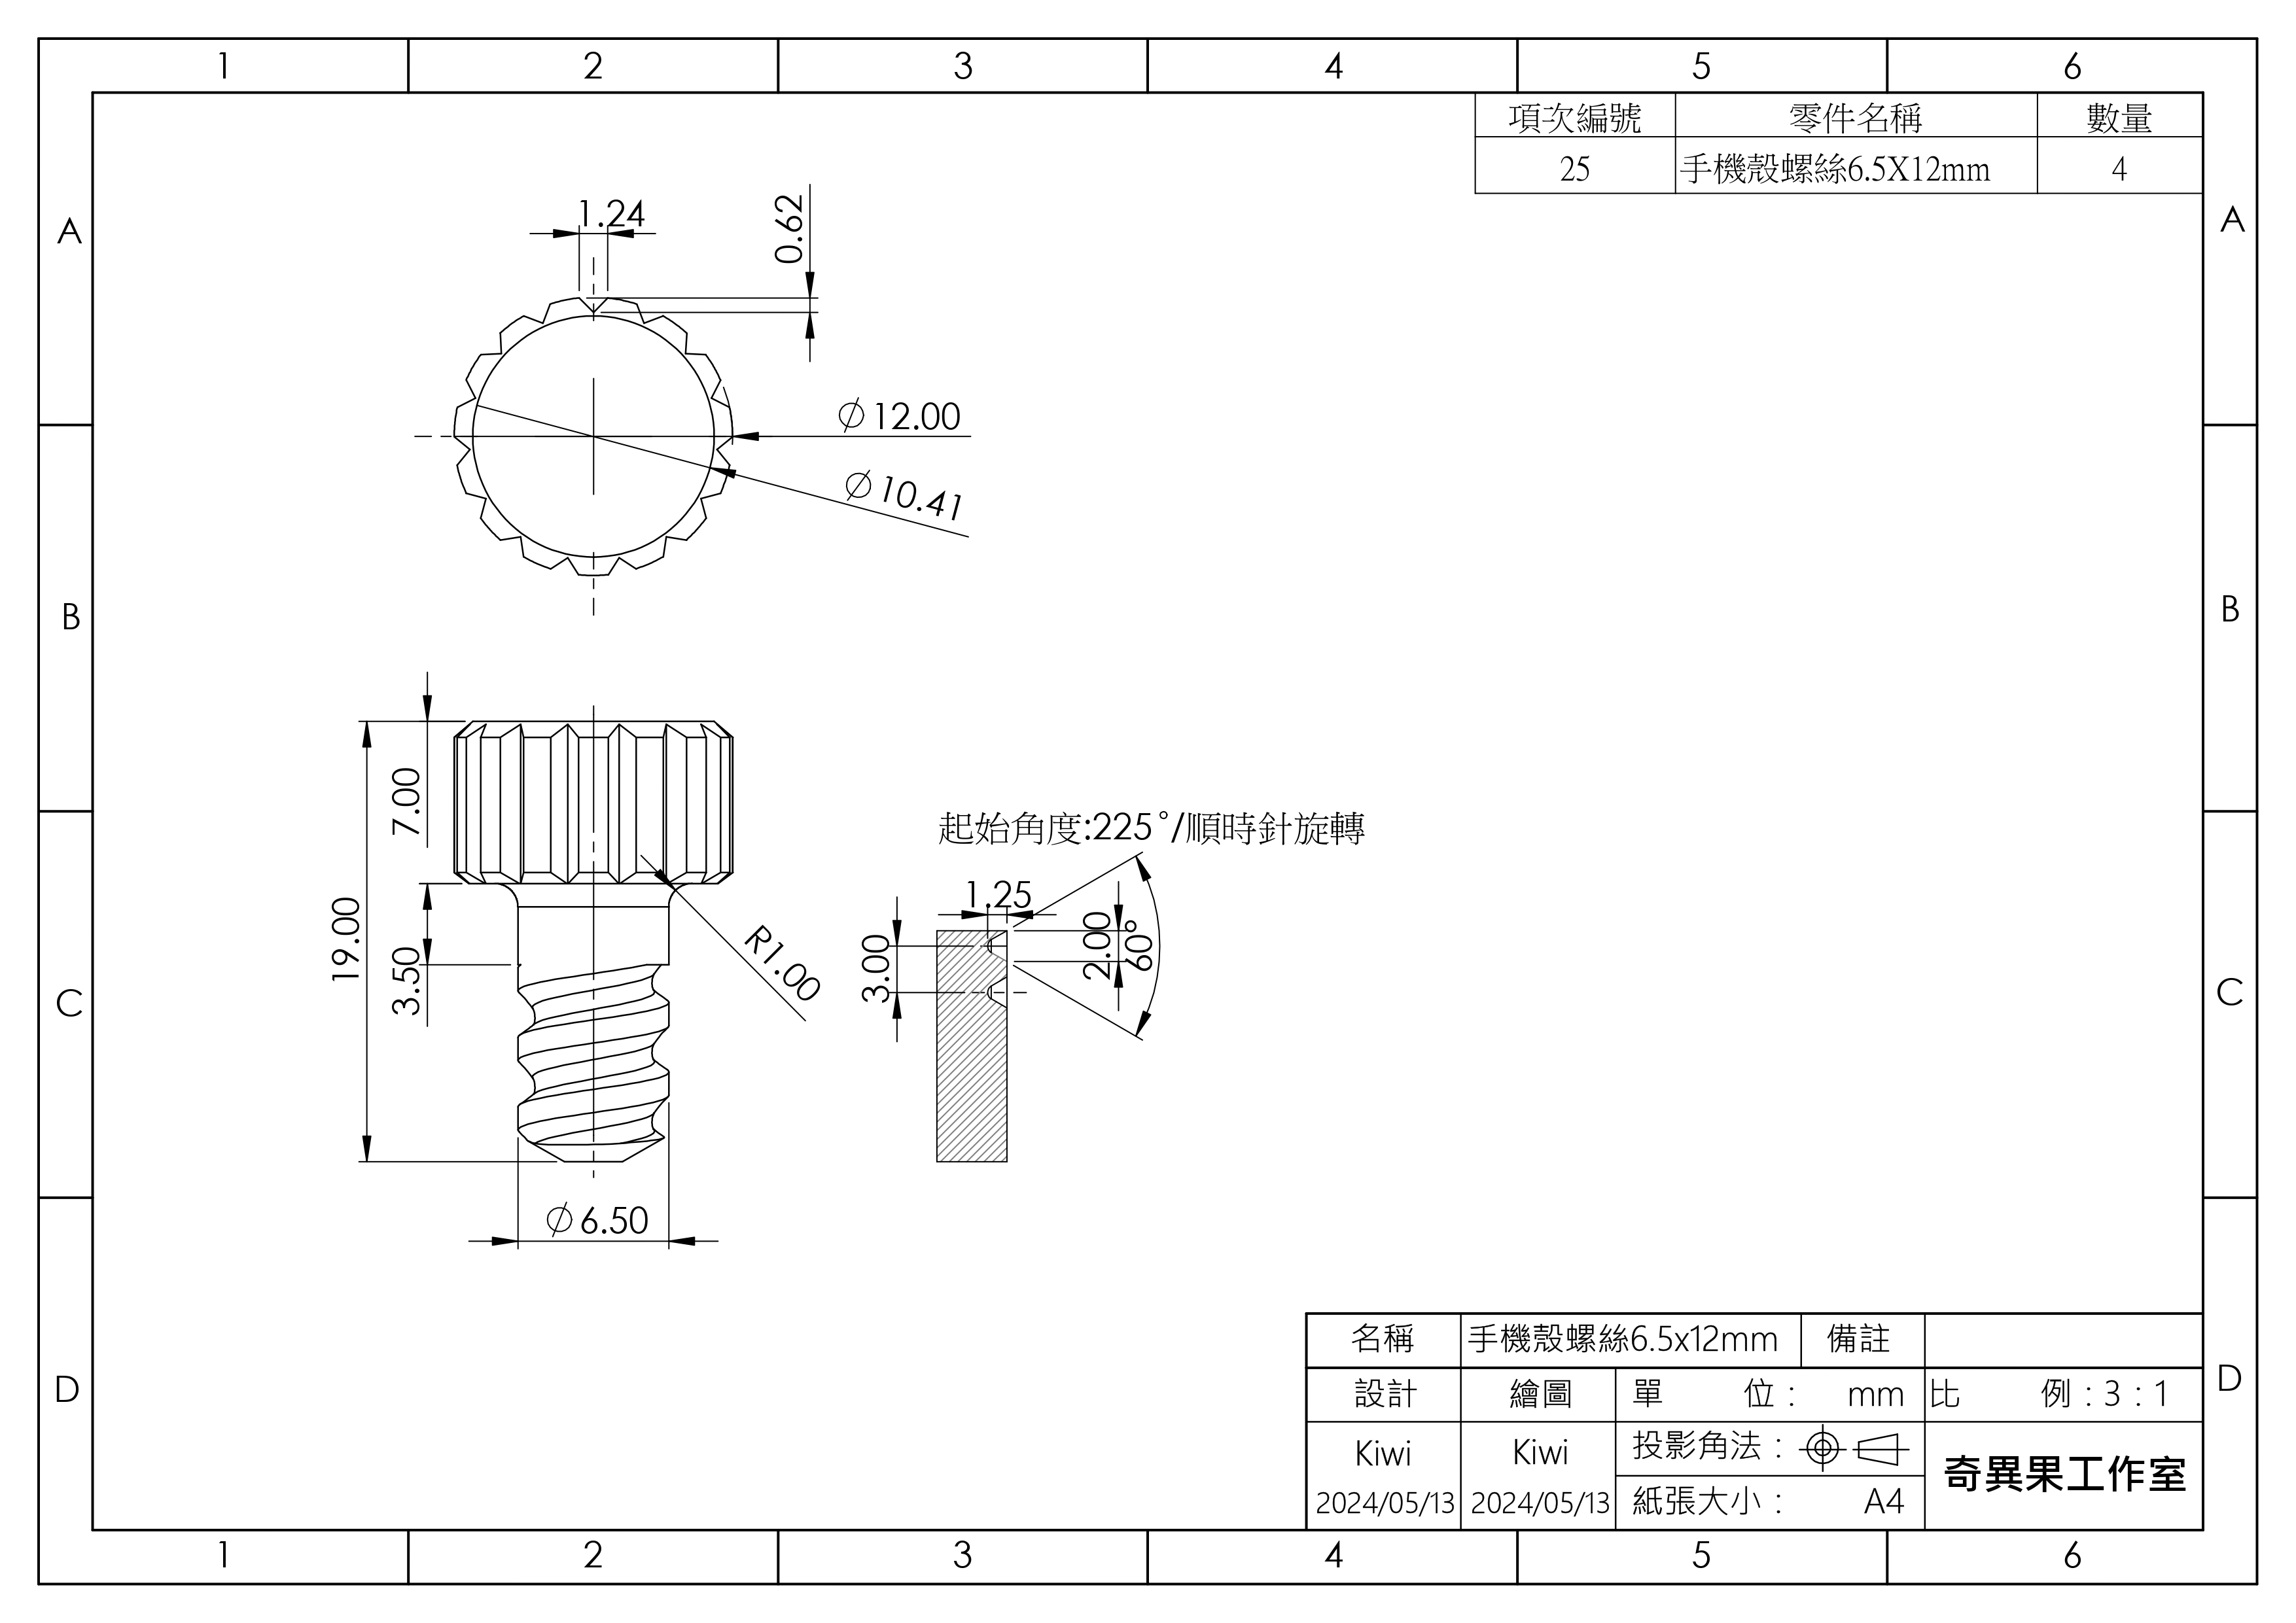 1 2 3 4 5 6
項次編號 零件名稱 數量
25 手機殼螺絲6.5X12mm 4
A A
1.24
0.62
⌀12.00
⌀10.41
B B
7.00
19.00
3.50
R1.00
⌀6.50
起始角度:225°/順時針旋轉
1.25
3.00
2.00
60°
C C
名稱 手機殼螺絲6.5x12mm 備註
D D
設計 繪圖 單 位: mm 比 例:3:1
Kiwi Kiwi 投影角法:
2024/05/13 2024/05/13 紙張大小: A4
奇異果工作室
1 2 3 4 5 6